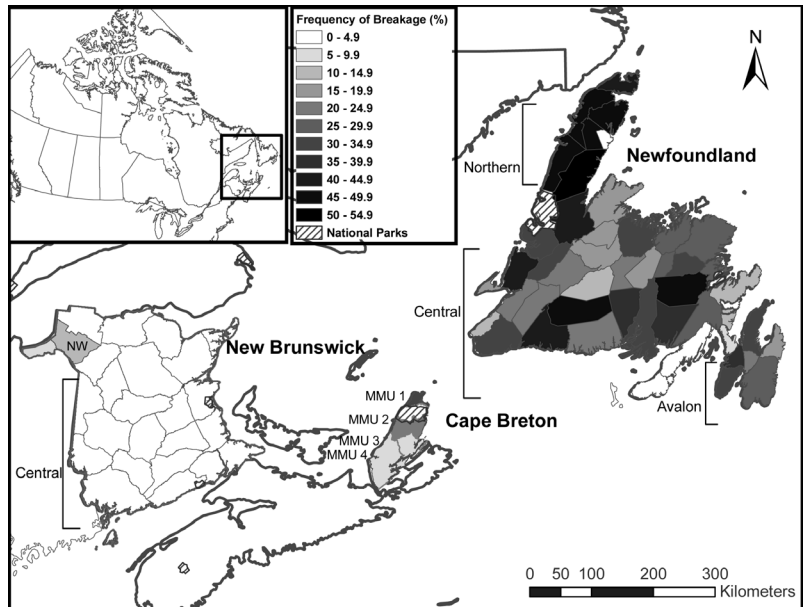 Frequency of Breakage (%)
0 - 4.9
5 - 9.9
10 - 14.9
15 - 19.9
20 - 24.9
25 - 29.9
30 - 34.9
35 - 39.9
40 - 44.9
45 - 49.9
50 - 54.9
National Parks
N
Northern
Newfoundland
Central
Avalon
New Brunswick
NW
Central
MMU 1
MMU 2
MMU 3
MMU 4
Cape Breton
0 50 100 200 300
Kilometers